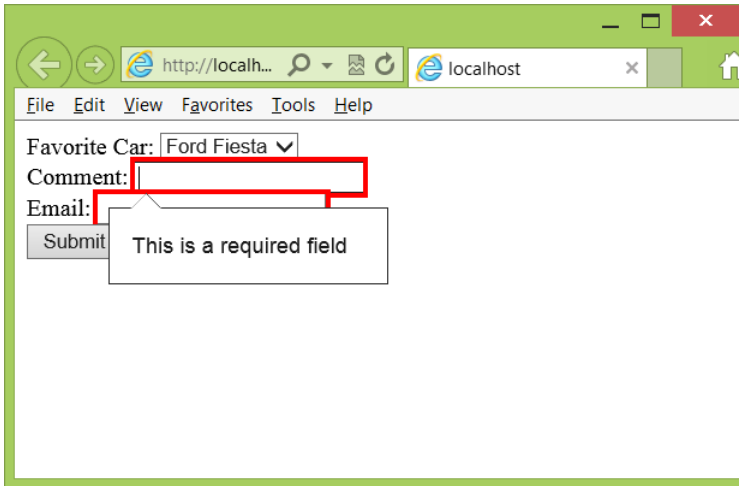 http://localh... localhost
File Edit View Favorites Tools Help
Favorite Car: Ford Fiesta
Comment:
Email:
Submit
This is a required field